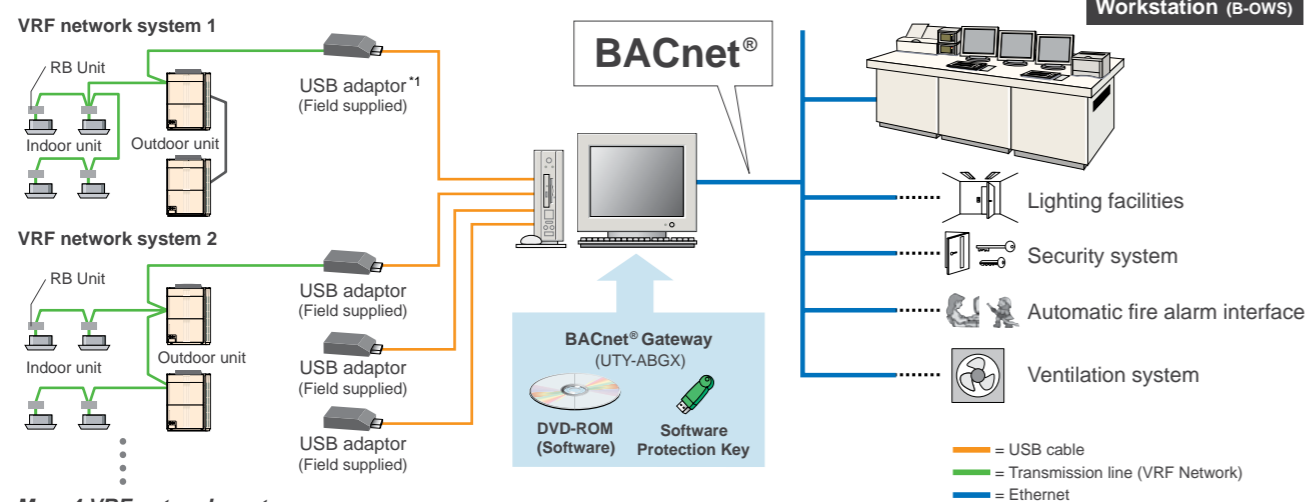 VRF network system 1
RB Unit
Indoor unit
Outdoor unit
USB adaptor*1
(Field supplied)
VRF network system 2
RB Unit
Indoor unit
Outdoor unit
USB adaptor
(Field supplied)
USB adaptor
(Field supplied)
USB adaptor
(Field supplied)
BACnet®
BACnet® Gateway
(UTY-ABGX)
DVD-ROM
(Software)
Software
Protection Key
Workstation (B-OWS)
Lighting facilities
Security system
Automatic fire alarm interface
Ventilation system
= USB cable
= Transmission line (VRF Network)
= Ethernet